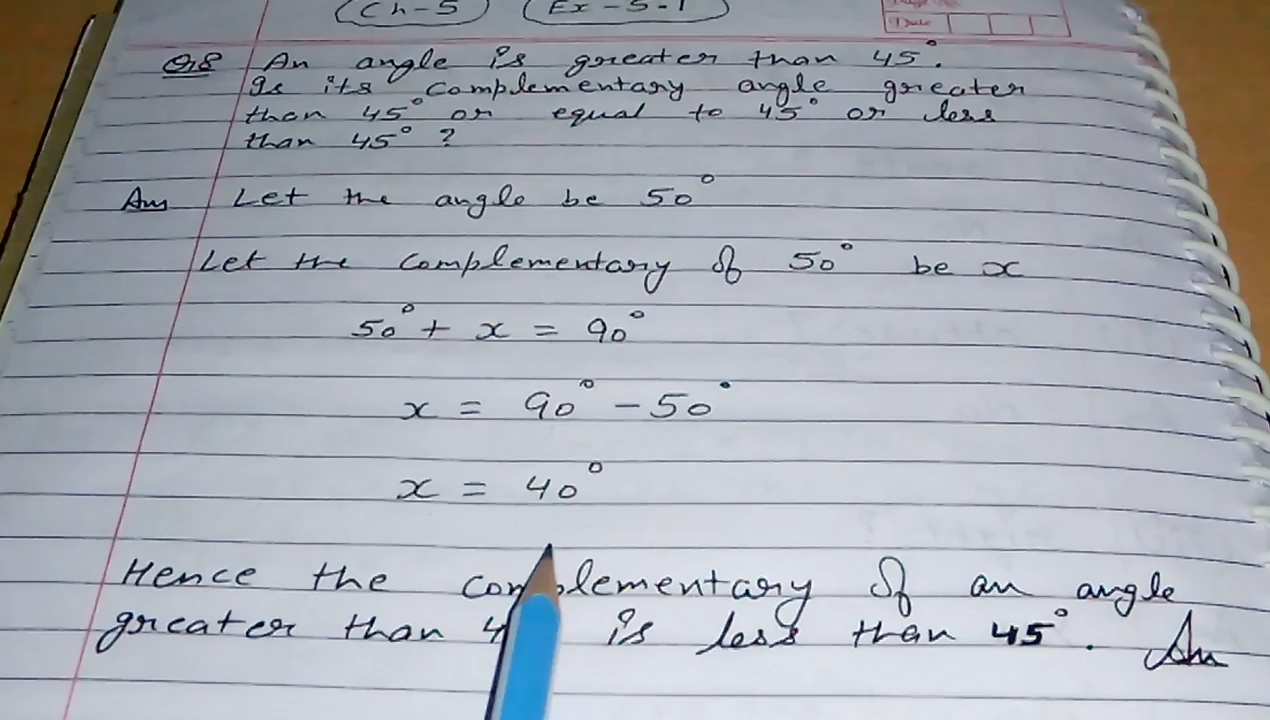 Ch-5 Ex-5.1
Date
Q.8 An angle is greater than 45°.
Is its complementary angle greater
than 45° or equal to 45° or less
than 45° ?
Ans Let the angle be 50°
Let the complementary of 50° be x
50° + x = 90°
x = 90° - 50°
x = 40°
Hence the complementary of an angle
greater than 4 is less than 45°. Ans